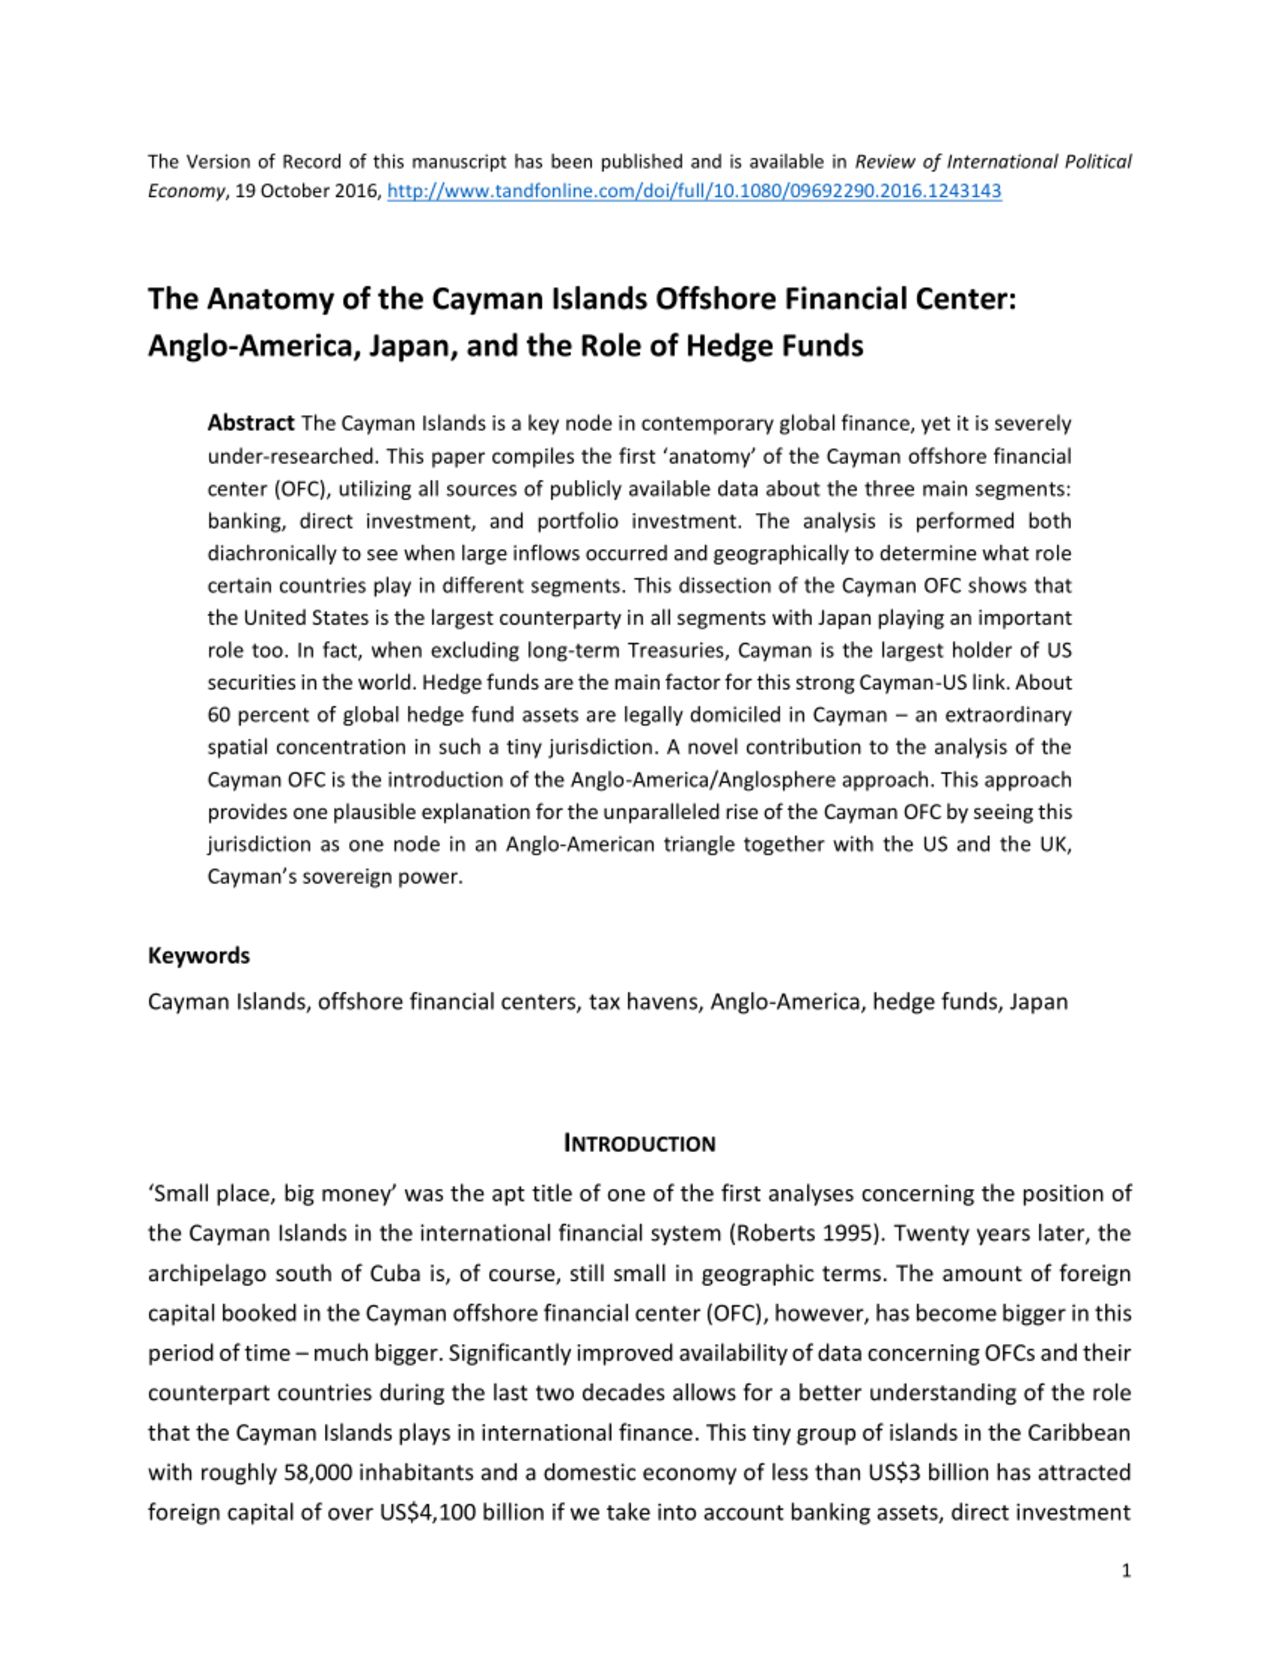 The Version of Record of this manuscript has been published and is available in Review of International Political
Economy, 19 October 2016, http://www.tandfonline.com/doi/full/10.1080/09692290.2016.1243143
The Anatomy of the Cayman Islands Offshore Financial Center:
Anglo-America, Japan, and the Role of Hedge Funds
Abstract The Cayman Islands is a key node in contemporary global finance, yet it is severely
under-researched. This paper compiles the first ‘anatomy’ of the Cayman offshore financial
center (OFC), utilizing all sources of publicly available data about the three main segments:
banking, direct investment, and portfolio investment. The analysis is performed both
diachronically to see when large inflows occurred and geographically to determine what role
certain countries play in different segments. This dissection of the Cayman OFC shows that
the United States is the largest counterparty in all segments with Japan playing an important
role too. In fact, when excluding long-term Treasuries, Cayman is the largest holder of US
securities in the world. Hedge funds are the main factor for this strong Cayman-US link. About
60 percent of global hedge fund assets are legally domiciled in Cayman – an extraordinary
spatial concentration in such a tiny jurisdiction. A novel contribution to the analysis of the
Cayman OFC is the introduction of the Anglo-America/Anglosphere approach. This approach
provides one plausible explanation for the unparalleled rise of the Cayman OFC by seeing this
jurisdiction as one node in an Anglo-American triangle together with the US and the UK,
Cayman’s sovereign power.
Keywords
Cayman Islands, offshore financial centers, tax havens, Anglo-America, hedge funds, Japan
INTRODUCTION
‘Small place, big money’ was the apt title of one of the first analyses concerning the position of
the Cayman Islands in the international financial system (Roberts 1995). Twenty years later, the
archipelago south of Cuba is, of course, still small in geographic terms. The amount of foreign
capital booked in the Cayman offshore financial center (OFC), however, has become bigger in this
period of time – much bigger. Significantly improved availability of data concerning OFCs and their
counterpart countries during the last two decades allows for a better understanding of the role
that the Cayman Islands plays in international finance. This tiny group of islands in the Caribbean
with roughly 58,000 inhabitants and a domestic economy of less than US$3 billion has attracted
foreign capital of over US$4,100 billion if we take into account banking assets, direct investment
1